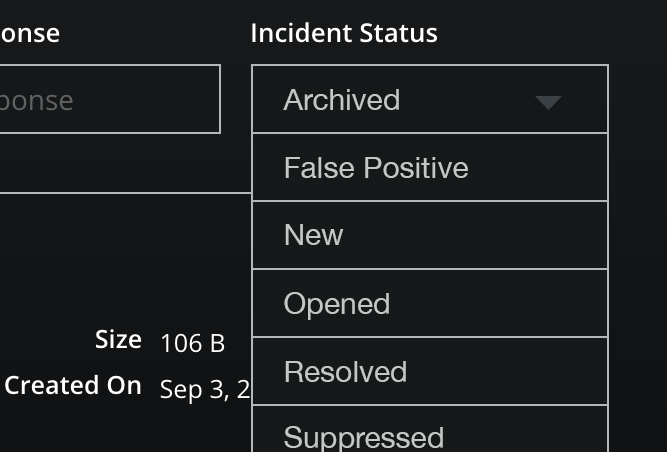 onse
Incident Status
ponse
Archived
False Positive
New
Opened
Resolved
Suppressed
Size 106 B
Created On Sep 3, 2